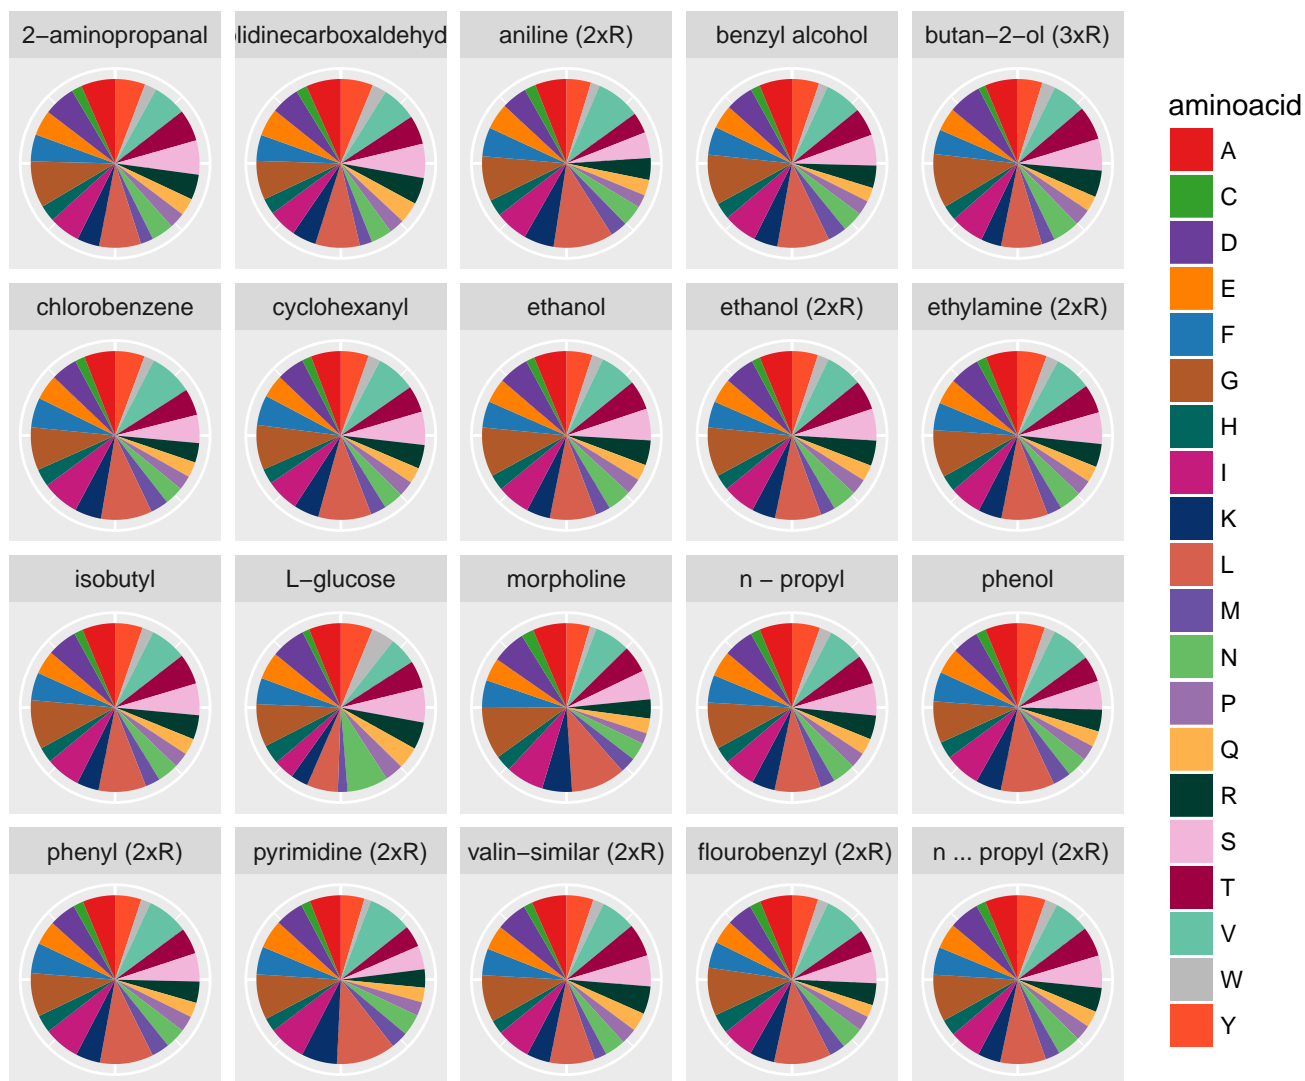 2−aminopropanal
lidinecarboxaldehyd
aniline (2xR)
benzyl alcohol
butan−2−ol (3xR)
chlorobenzene
cyclohexanyl
ethanol
ethanol (2xR)
ethylamine (2xR)
isobutyl
L−glucose
morpholine
n − propyl
phenol
phenyl (2xR)
pyrimidine (2xR)
valin−similar (2xR)
flourobenzyl (2xR)
n ... propyl (2xR)
aminoacid
A
C
D
E
F
G
H
I
K
L
M
N
P
Q
R
S
T
V
W
Y